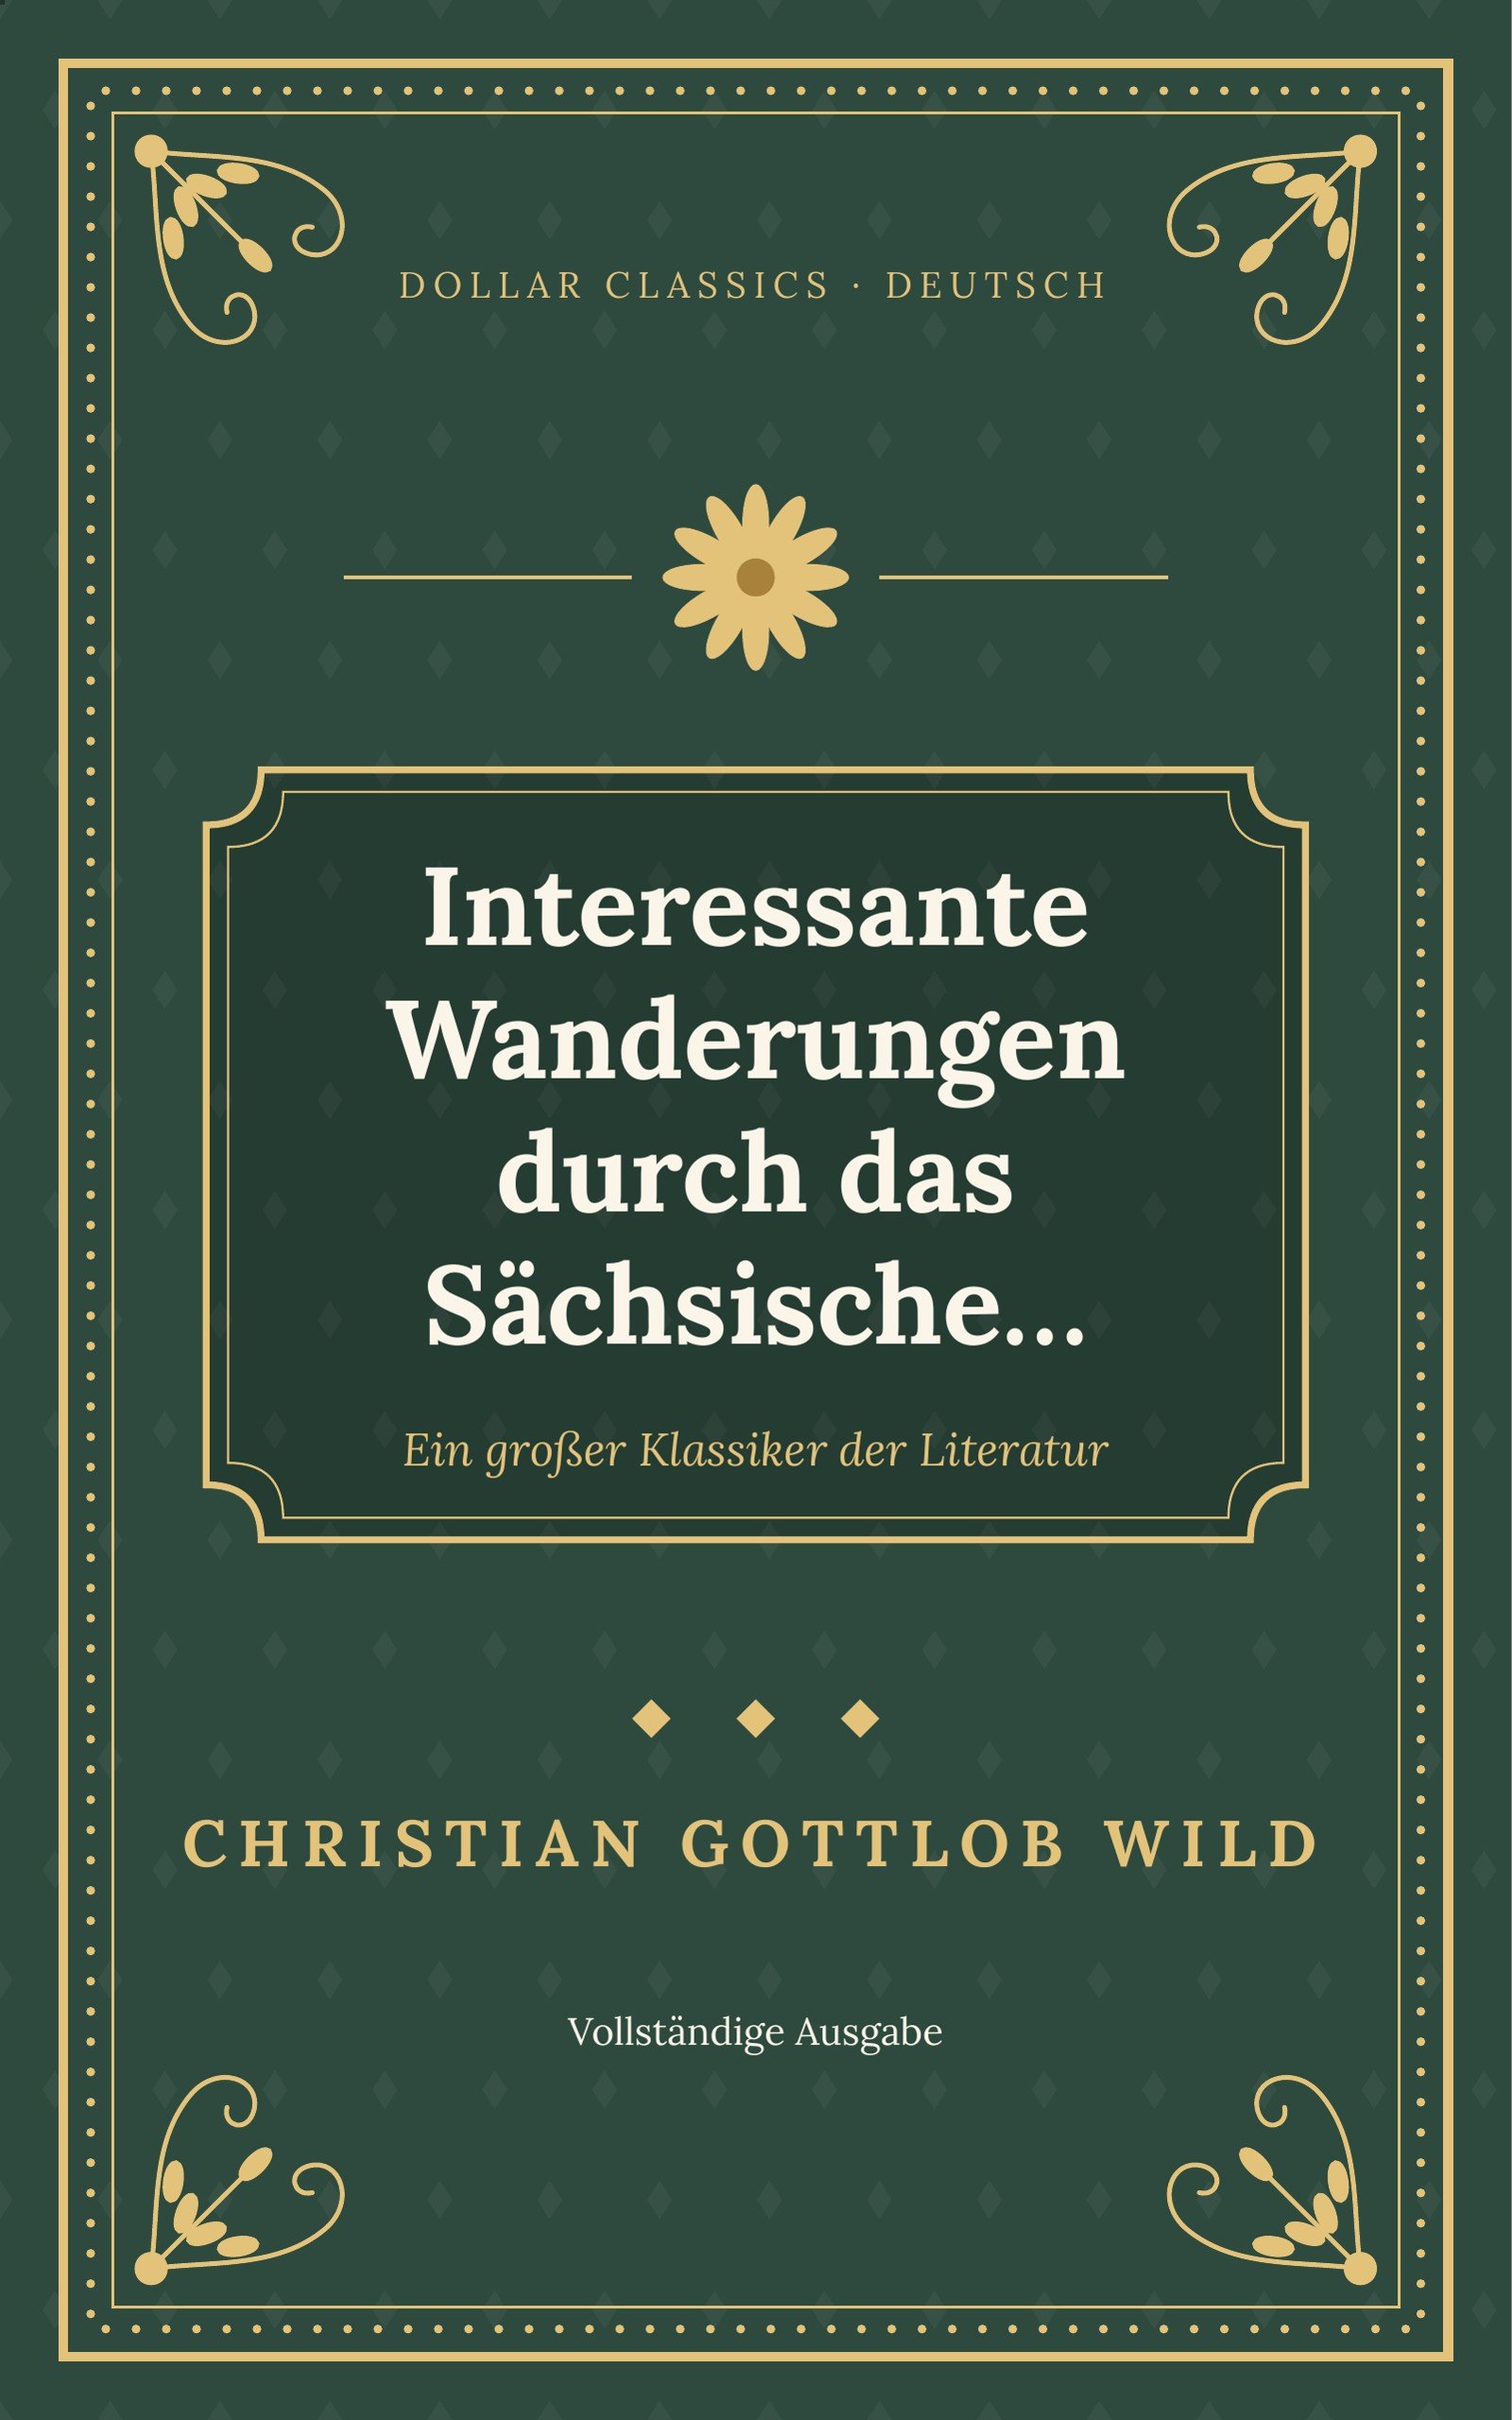 DOLLAR CLASSICS · DEUTSCH
Interessante
Wanderungen
durch das
Sächsische...
Ein großer Klassiker der Literatur
CHRISTIAN GOTTLOB WILD
Vollständige Ausgabe